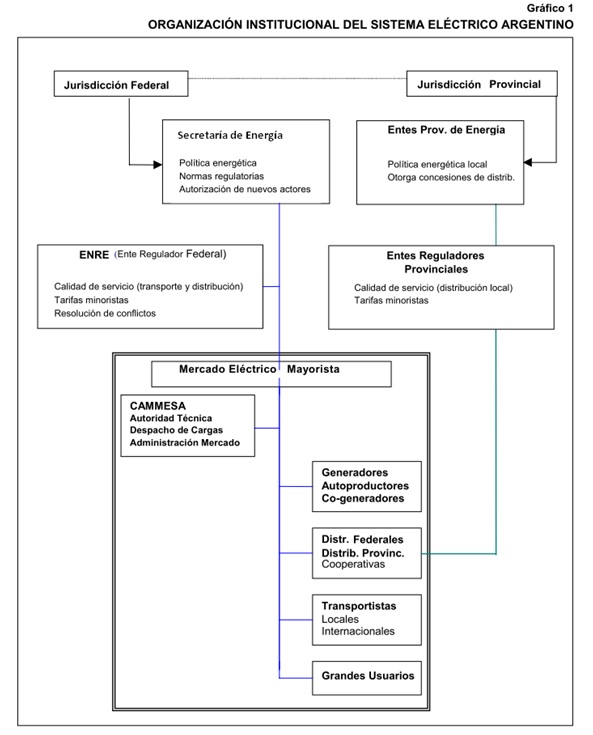 Gráfico 1
ORGANIZACIÓN INSTITUCIONAL DEL SISTEMA ELÉCTRICO ARGENTINO
Jurisdicción Federal
Jurisdicción Provincial
Secretaría de Energía
Política energética
Normas regulatorias
Autorización de nuevos actores
Entes Prov. de Energía
Política energética local
Otorga concesiones de distrib.
ENRE (Ente Regulador Federal)
Calidad de servicio (transporte y distribución)
Tarifas minoristas
Resolución de conflictos
Entes Reguladores
Provinciales
Calidad de servicio (distribución local)
Tarifas minoristas
Mercado Eléctrico Mayorista
CAMMESA
Autoridad Técnica
Despacho de Cargas
Administración Mercado
Generadores
Autoproductores
Co-generadores
Distr. Federales
Distrib. Provinc.
Cooperativas
Transportistas
Locales
Internacionales
Grandes Usuarios